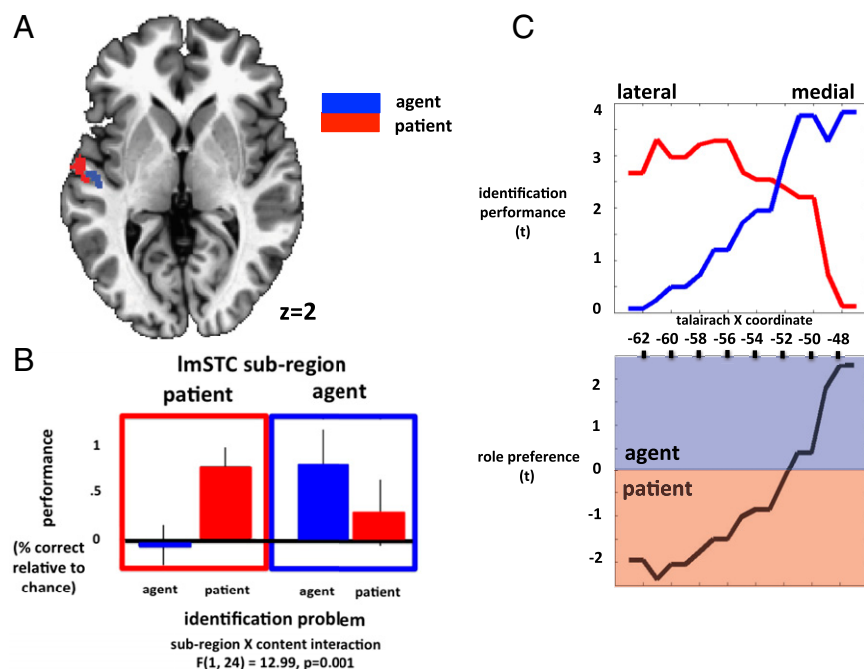 A
agent
patient
z=2
B
lmSTC sub-region
patient agent
performance
(% correct
relative to
chance)
1
.5
0
agent patient agent patient
identification problem
sub-region X content interaction
F(1, 24) = 12.99, p=0.001
C
lateral medial
identification
performance
(t)
4
3
2
1
0
talairach X coordinate
-62 -60 -58 -56 -54 -52 -50 -48
role preference
(t)
2
1
0
-1
-2
agent
patient